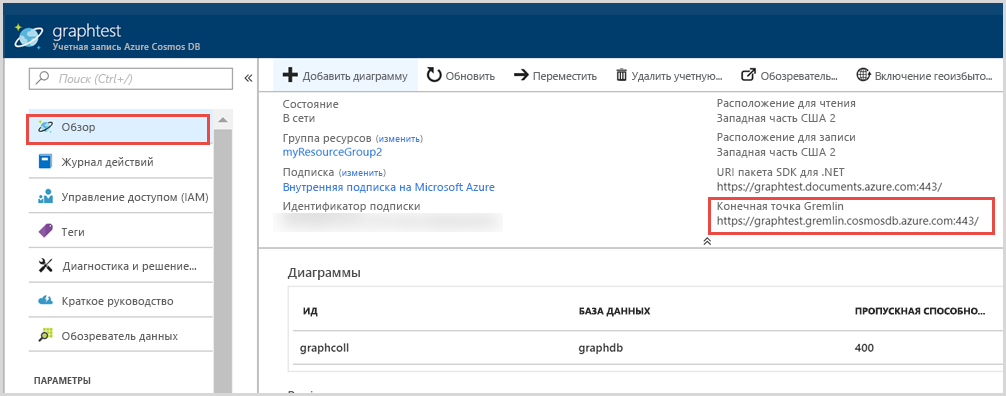 graphtest
Учетная запись Azure Cosmos DB
Поиск (Ctrl+/)
«
Обзор
Журнал действий
Управление доступом (IAM)
Теги
Диагностика и решение...
Краткое руководство
Обозреватель данных
ПАРАМЕТРЫ
Добавить диаграмму
Обновить
Переместить
Удалить учетную...
Обозреватель...
Включение геоизбыто...
Состояние
В сети
Группа ресурсов (изменить)
myResourceGroup2
Подписка (изменить)
Внутренняя подписка на Microsoft Azure
Идентификатор подписки
Расположение для чтения
Западная часть США 2
Расположение для записи
Западная часть США 2
URI пакета SDK для .NET
https://graphtest.documents.azure.com:443/
Конечная точка Gremlin
https://graphtest.gremlin.cosmosdb.azure.com:443/
Диаграммы
ИД БАЗА ДАННЫХ ПРОПУСКНАЯ СПОСОБНО...
graphcoll graphdb 400